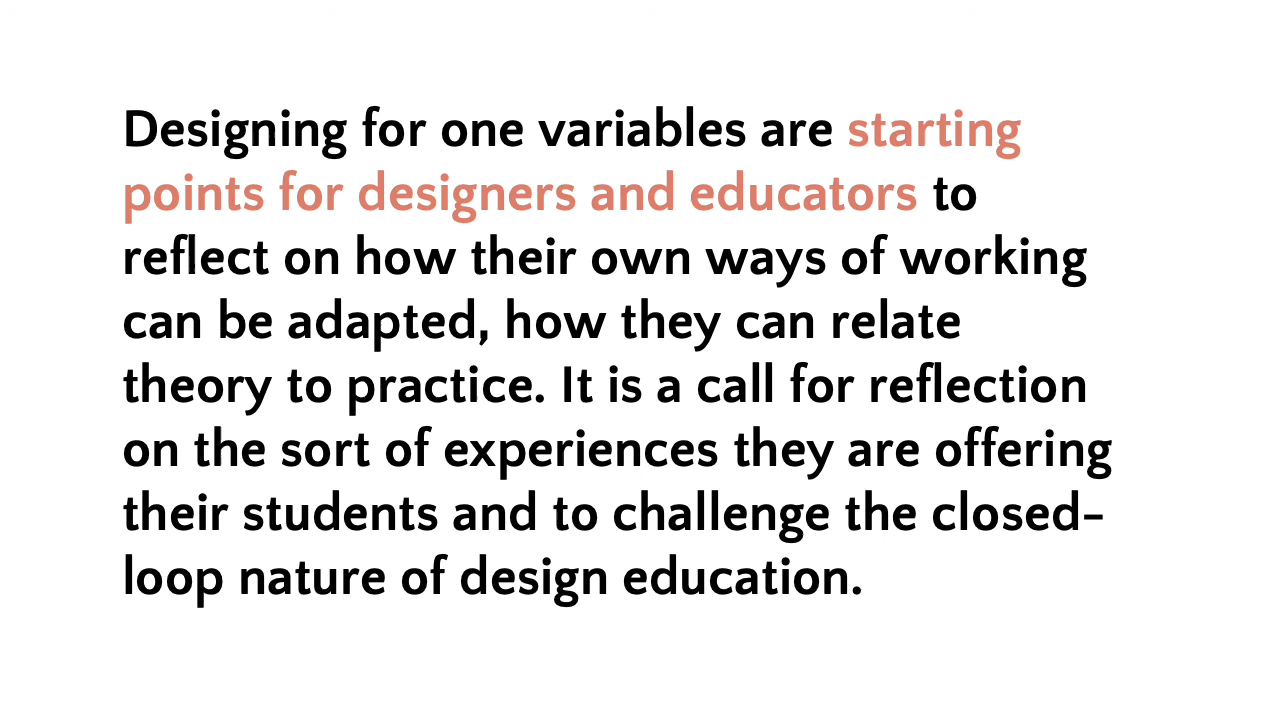 Designing for one variables are starting
points for designers and educators to
reflect on how their own ways of working
can be adapted, how they can relate
theory to practice. It is a call for reflection
on the sort of experiences they are offering
their students and to challenge the closed-
loop nature of design education.